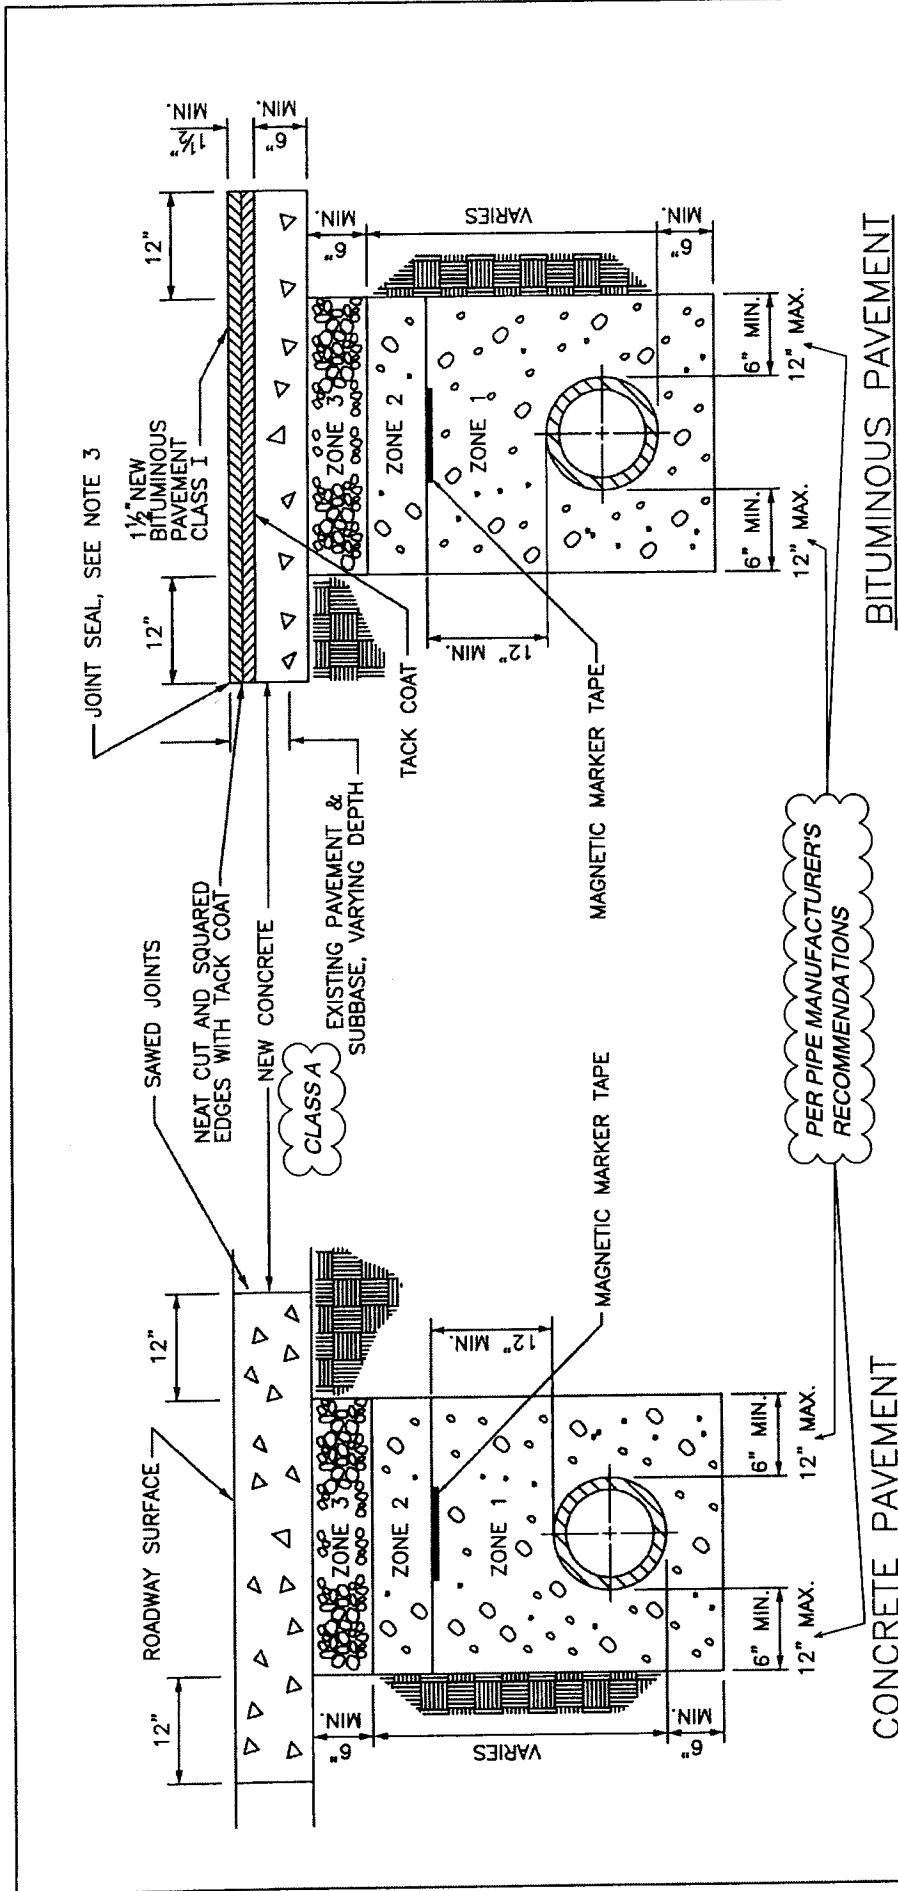 ROADWAY SURFACE
SAWED JOINTS
NEAT CUT AND SQUARED
EDGES WITH TACK COAT
NEW CONCRETE
CLASS A
EXISTING PAVEMENT &
SUBBASE, VARYING DEPTH
JOINT SEAL, SEE NOTE 3
1½" NEW
BITUMINOUS
PAVEMENT
CLASS I
TACK COAT
12"
12"
6"
MIN.
VARIES
6"
MIN.
ZONE 3
ZONE 2
ZONE 1
12" MIN.
MAGNETIC MARKER TAPE
6" MIN.
12" MAX.
6" MIN.
12" MAX.
CONCRETE PAVEMENT
PER PIPE MANUFACTURER'S
RECOMMENDATIONS
12"
12"
1½"
MIN.
6"
MIN.
6"
MIN.
VARIES
6"
MIN.
ZONE 3
ZONE 2
ZONE 1
12" MIN.
MAGNETIC MARKER TAPE
6" MIN.
12" MAX.
6" MIN.
12" MAX.
BITUMINOUS PAVEMENT